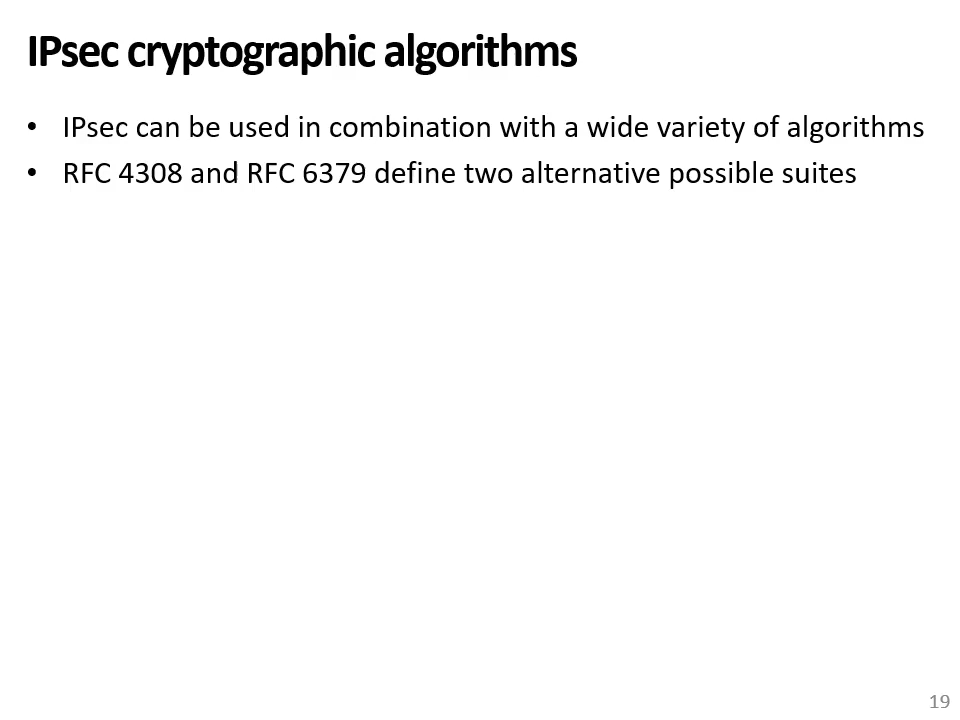 IPsec cryptographic algorithms
• IPsec can be used in combination with a wide variety of algorithms
• RFC 4308 and RFC 6379 define two alternative possible suites
19